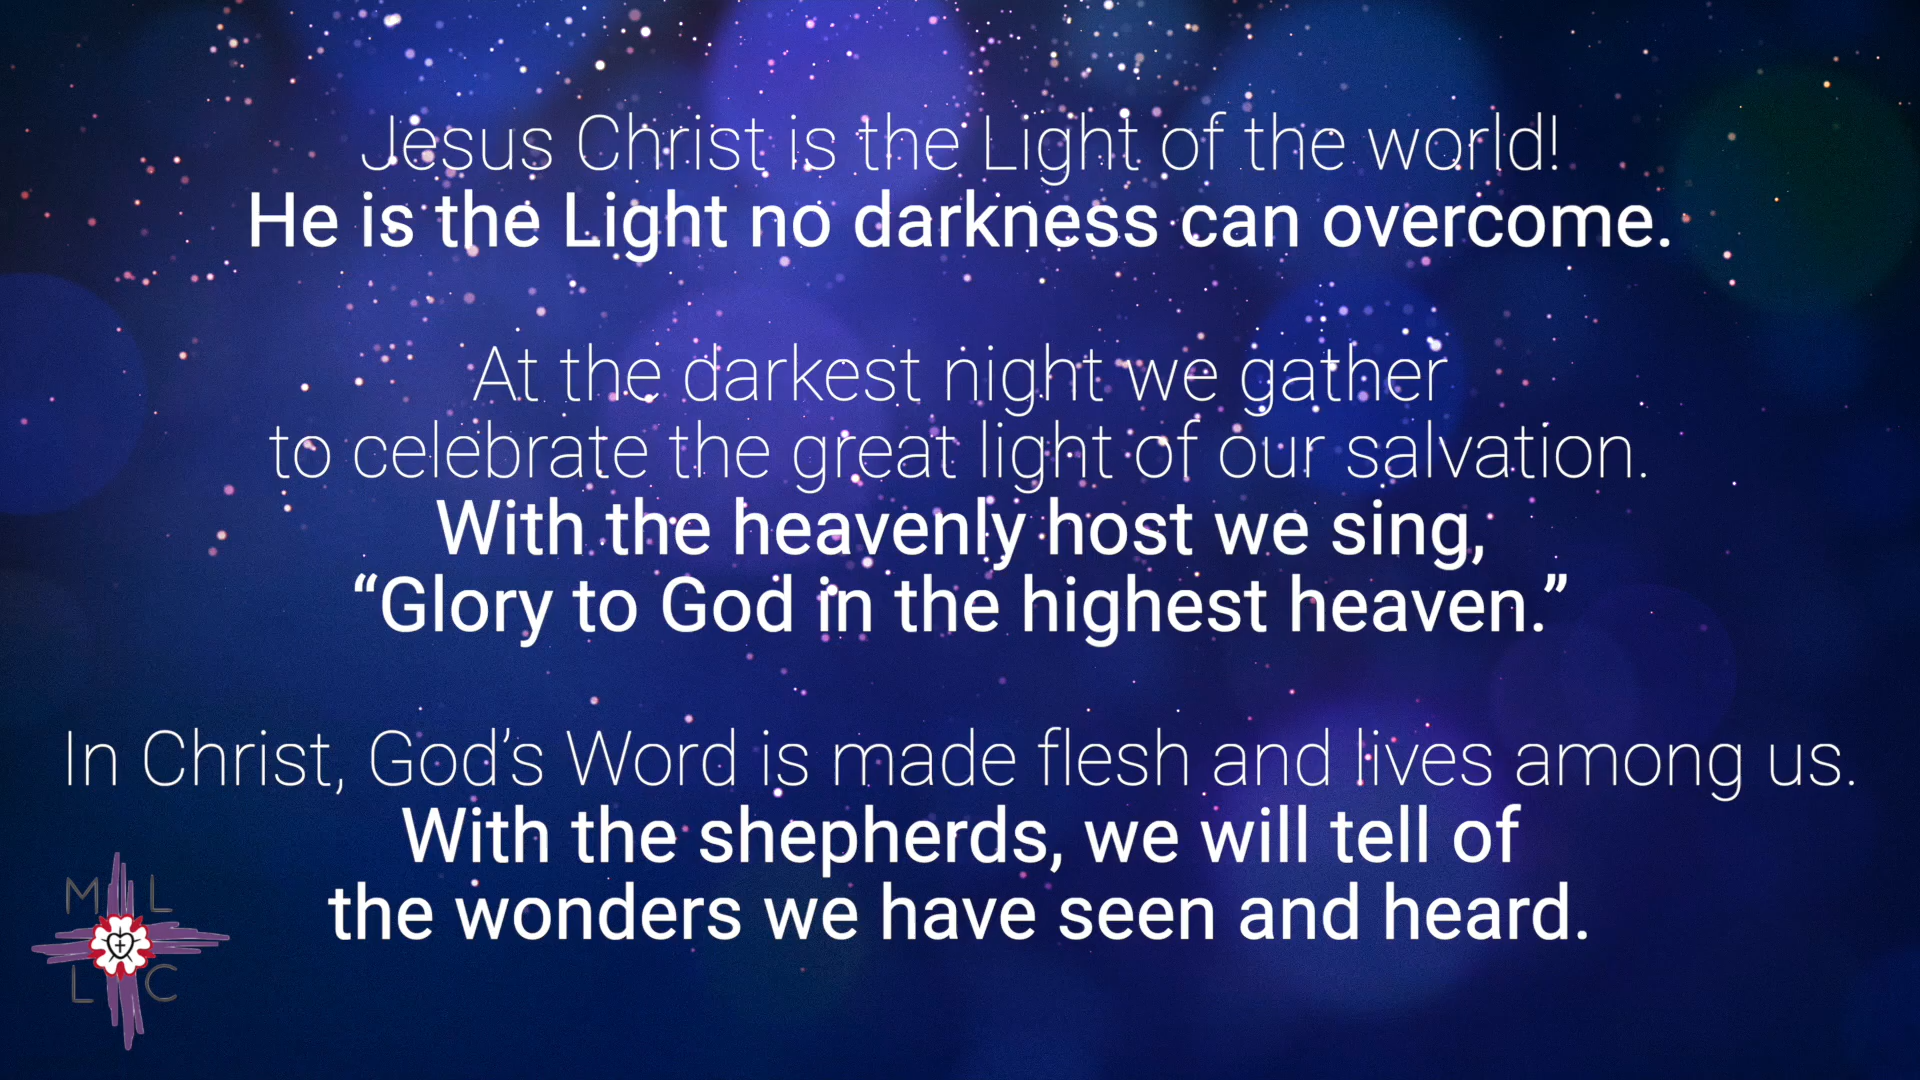 Jesus Christ is the Light of the world!
He is the Light no darkness can overcome.
At the darkest night we gather
to celebrate the great light of our salvation.
With the heavenly host we sing,
“Glory to God in the highest heaven.”
In Christ, God’s Word is made flesh and lives among us.
With the shepherds, we will tell of
the wonders we have seen and heard.
M L
L C